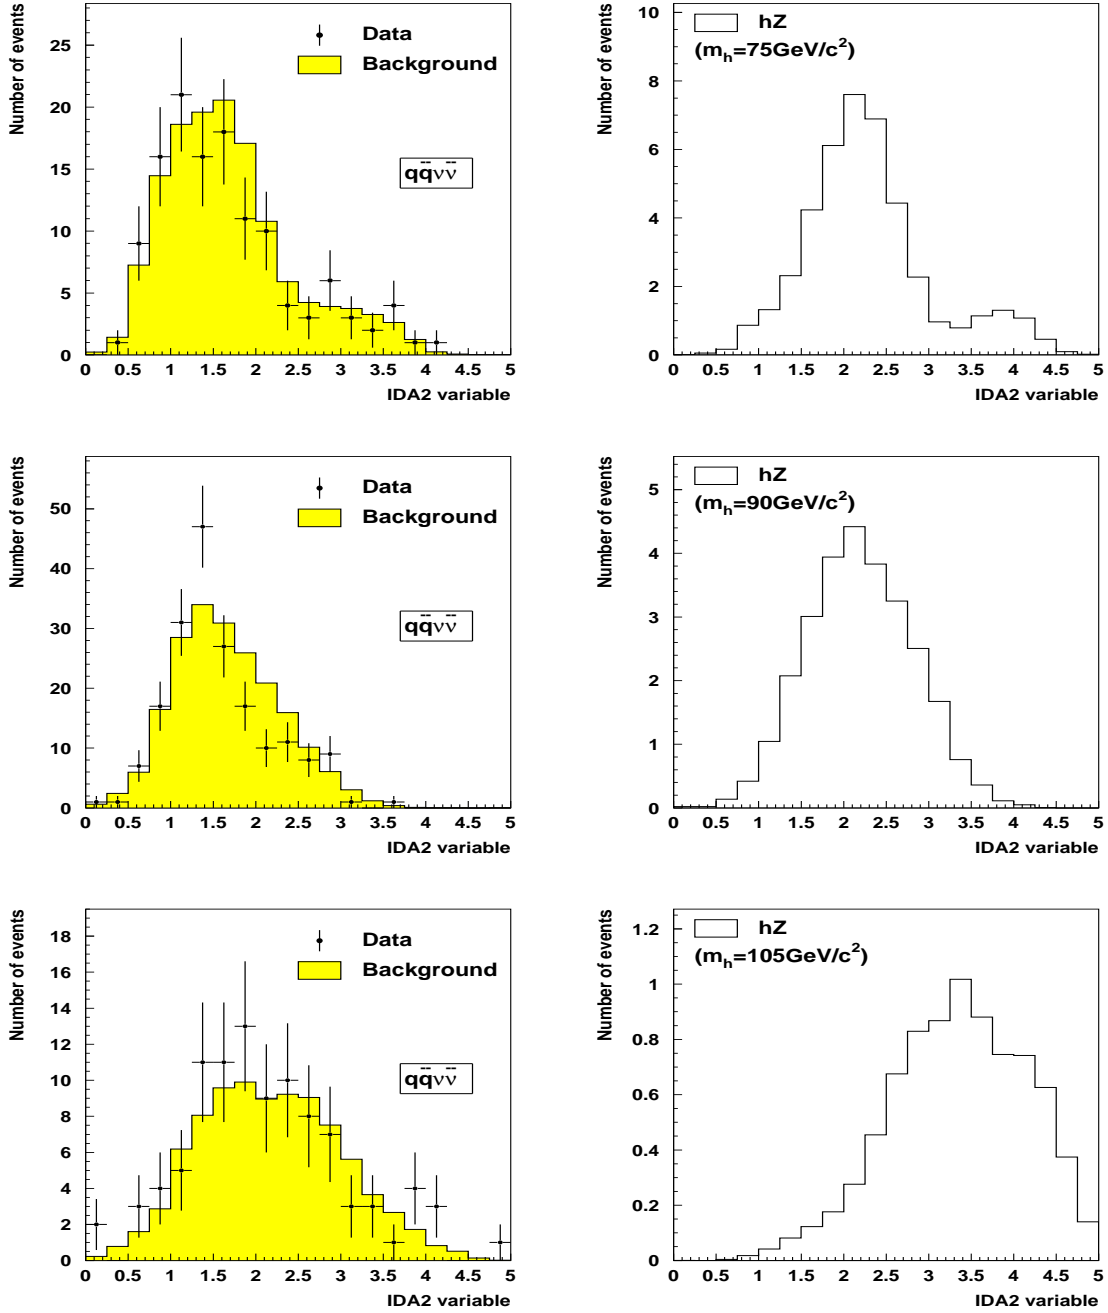 Number of events
25
20
15
10
5
0
Data
Background
qq̄νν̄
0 0.5 1 1.5 2 2.5 3 3.5 4 4.5 5
IDA2 variable
Number of events
10
8
6
4
2
0
hZ
(mₕ=75GeV/c²)
0 0.5 1 1.5 2 2.5 3 3.5 4 4.5 5
IDA2 variable
Number of events
50
40
30
20
10
0
Data
Background
qq̄νν̄
0 0.5 1 1.5 2 2.5 3 3.5 4 4.5 5
IDA2 variable
Number of events
5
4
3
2
1
0
hZ
(mₕ=90GeV/c²)
0 0.5 1 1.5 2 2.5 3 3.5 4 4.5 5
IDA2 variable
Number of events
18
16
14
12
10
8
6
4
2
0
Data
Background
qq̄νν̄
0 0.5 1 1.5 2 2.5 3 3.5 4 4.5 5
IDA2 variable
Number of events
1.2
1
0.8
0.6
0.4
0.2
0
hZ
(mₕ=105GeV/c²)
0 0.5 1 1.5 2 2.5 3 3.5 4 4.5 5
IDA2 variable